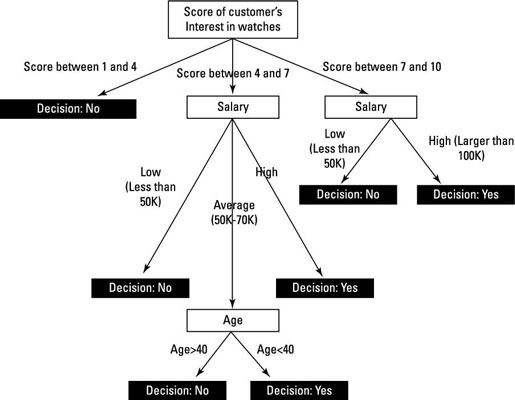 Score of customer's
Interest in watches
Score between 1 and 4
Score between 4 and 7
Score between 7 and 10
Decision: No
Salary
Salary
Low
(Less than
50K)
High (Larger than
100K)
Decision: No
Decision: Yes
Low
(Less than
50K)
High
Average
(50K-70K)
Decision: No
Decision: Yes
Age
Age>40
Age<40
Decision: No
Decision: Yes